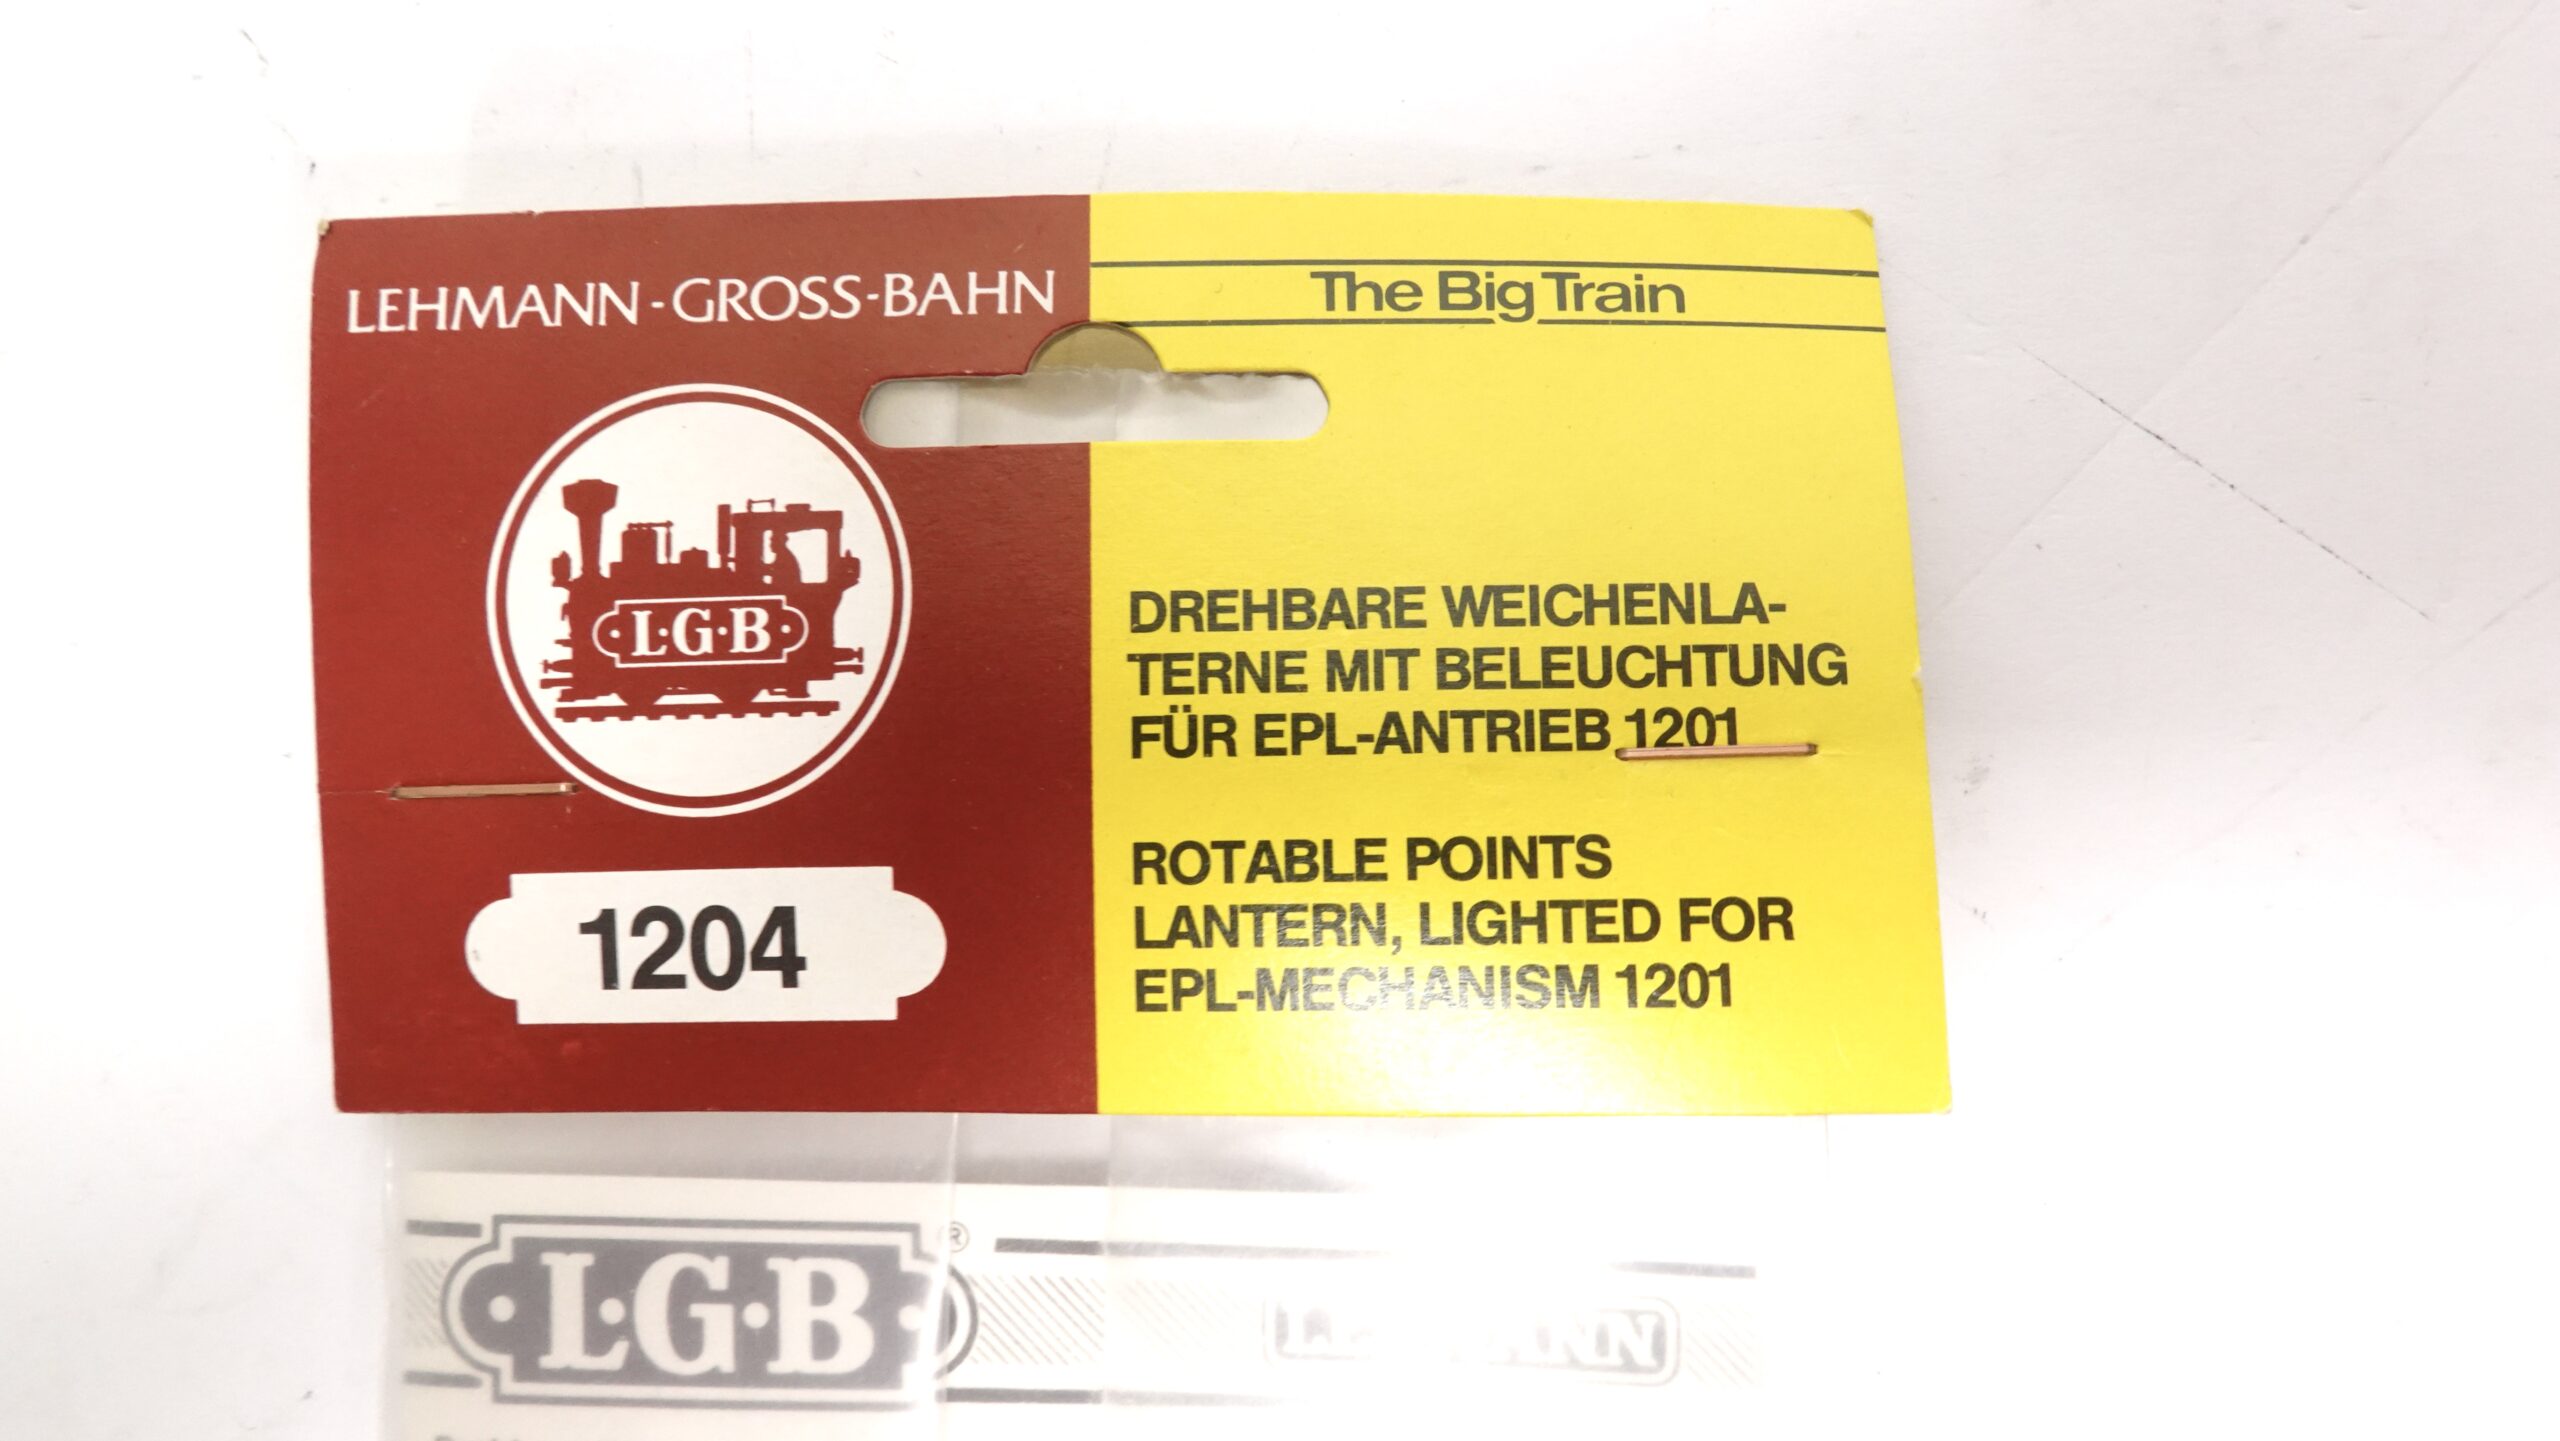 LEHMANN-GROSS-BAHN
The Big Train
L·G·B
1204
DREHBARE WEICHENLA-
TERNE MIT BELEUCHTUNG
FÜR EPL-ANTRIEB 1201
ROTABLE POINTS
LANTERN, LIGHTED FOR
EPL-MECHANISM 1201
·L·G·B· ®
LEHMANN